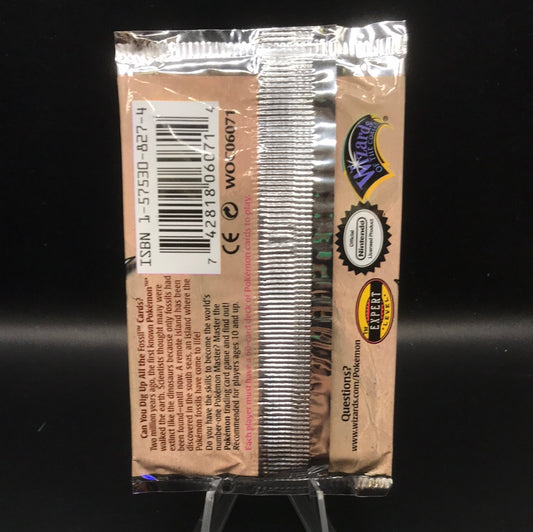 ISBN 1-57530-827-4
7 42818 06071 4
CE WOC06071
Can You Dig Up All the Fossil™ Cards?
Two million years ago, the first known Pokémon™
walked the earth. Scientists thought many were
extinct like the dinosaurs because only fossils had
been found—until now. A remote island has been
discovered in the south seas, an island where the
Pokémon fossils have come to life!
Do you have the skills to become the world's
number-one Pokémon Master? Master the
Pokémon trading card game and find out!
Recommended for players ages 10 and up.
Each player must have a 60-card deck of Pokémon cards to play.
Wizards
OF THE COAST
Official
Nintendo
Licensed Product
EXPERT
LEVEL
Questions?
www.wizards.com/Pokemon